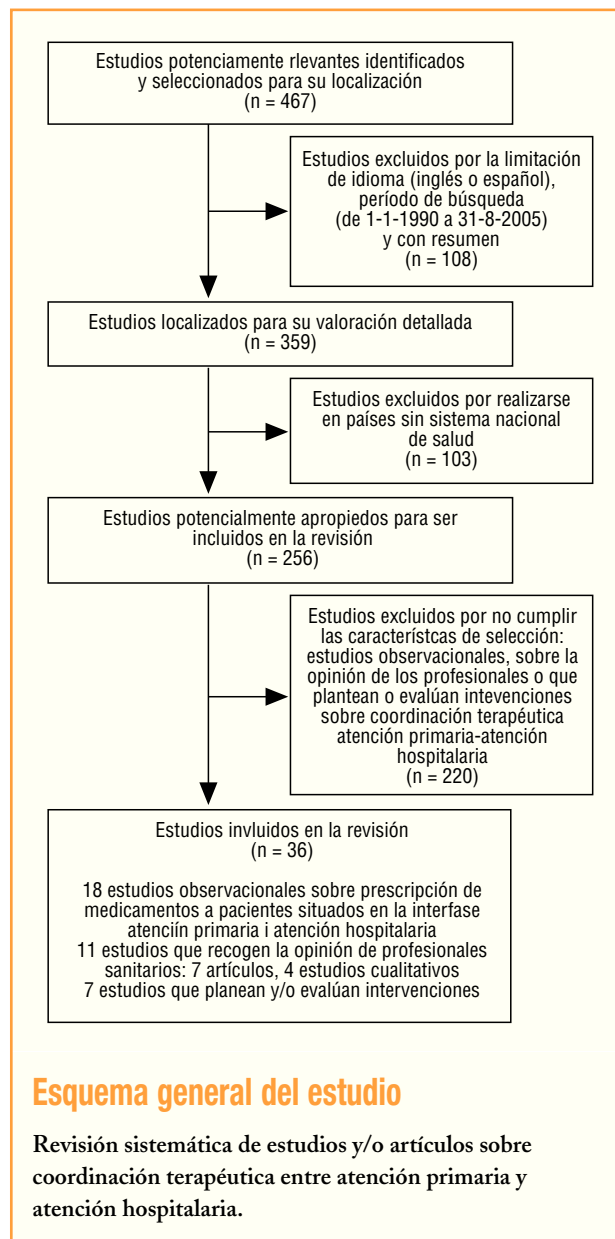 Estudios potenciamente rlevantes identificados
y seleccionados para su localización
(n = 467)
Estudios excluidos por la limitación
de idioma (inglés o español),
período de búsqueda
(de 1-1-1990 a 31-8-2005)
y con resumen
(n = 108)
Estudios localizados para su valoración detallada
(n = 359)
Estudios excluidos por realizarse
en países sin sistema nacional
de salud
(n = 103)
Estudios potencialmente apropiedos para ser
incluidos en la revisión
(n = 256)
Estudios excluidos por no cumplir
las característcas de selección:
estudios observacionales, sobre la
opinión de los profesionales o que
plantean o evalúan intevenciones
sobre coordinación terapéutica
atención primaria-atención
hospitalaria
(n = 220)
Estudios invluidos en la revisión
(n = 36)
18 estudios observacionales sobre prescripción de
medicamentos a pacientes situados en la interfase
atenciín primaria i atención hospitalaria
11 estudios que recogen la opinión de profesionales
sanitarios: 7 artículos, 4 estudios cualitativos
7 estudios que planean y/o evalúan intervenciones
Esquema general del estudio
Revisión sistemática de estudios y/o artículos sobre
coordinación terapéutica entre atención primaria y
atención hospitalaria.